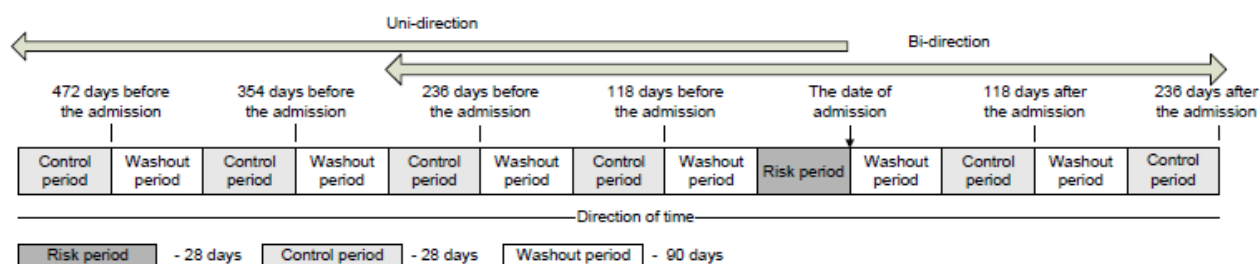 Uni-direction
Bi-direction
472 days before
the admission
354 days before
the admission
236 days before
the admission
118 days before
the admission
The date of
admission
118 days after
the admission
236 days after
the admission
Control
period
Washout
period
Control
period
Washout
period
Control
period
Washout
period
Control
period
Washout
period
Risk period
Washout
period
Control
period
Washout
period
Control
period
Direction of time
Risk period - 28 days Control period - 28 days Washout period - 90 days